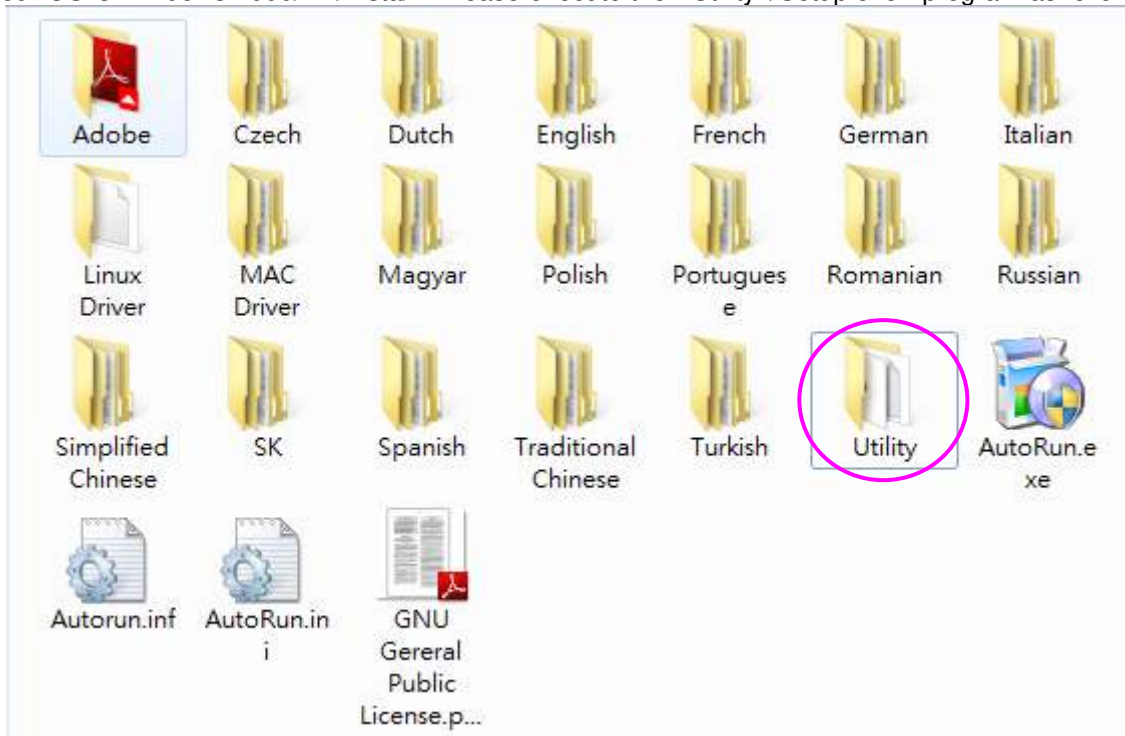 Adobe Czech Dutch English French German Italian
Linux MAC Magyar Polish Portugues Romanian Russian
Driver Driver e
Simplified SK Spanish Traditional Turkish Utility AutoRun.e
Chinese Chinese xe
Autorun.inf AutoRun.in GNU
i Gereral
Public
License.p...